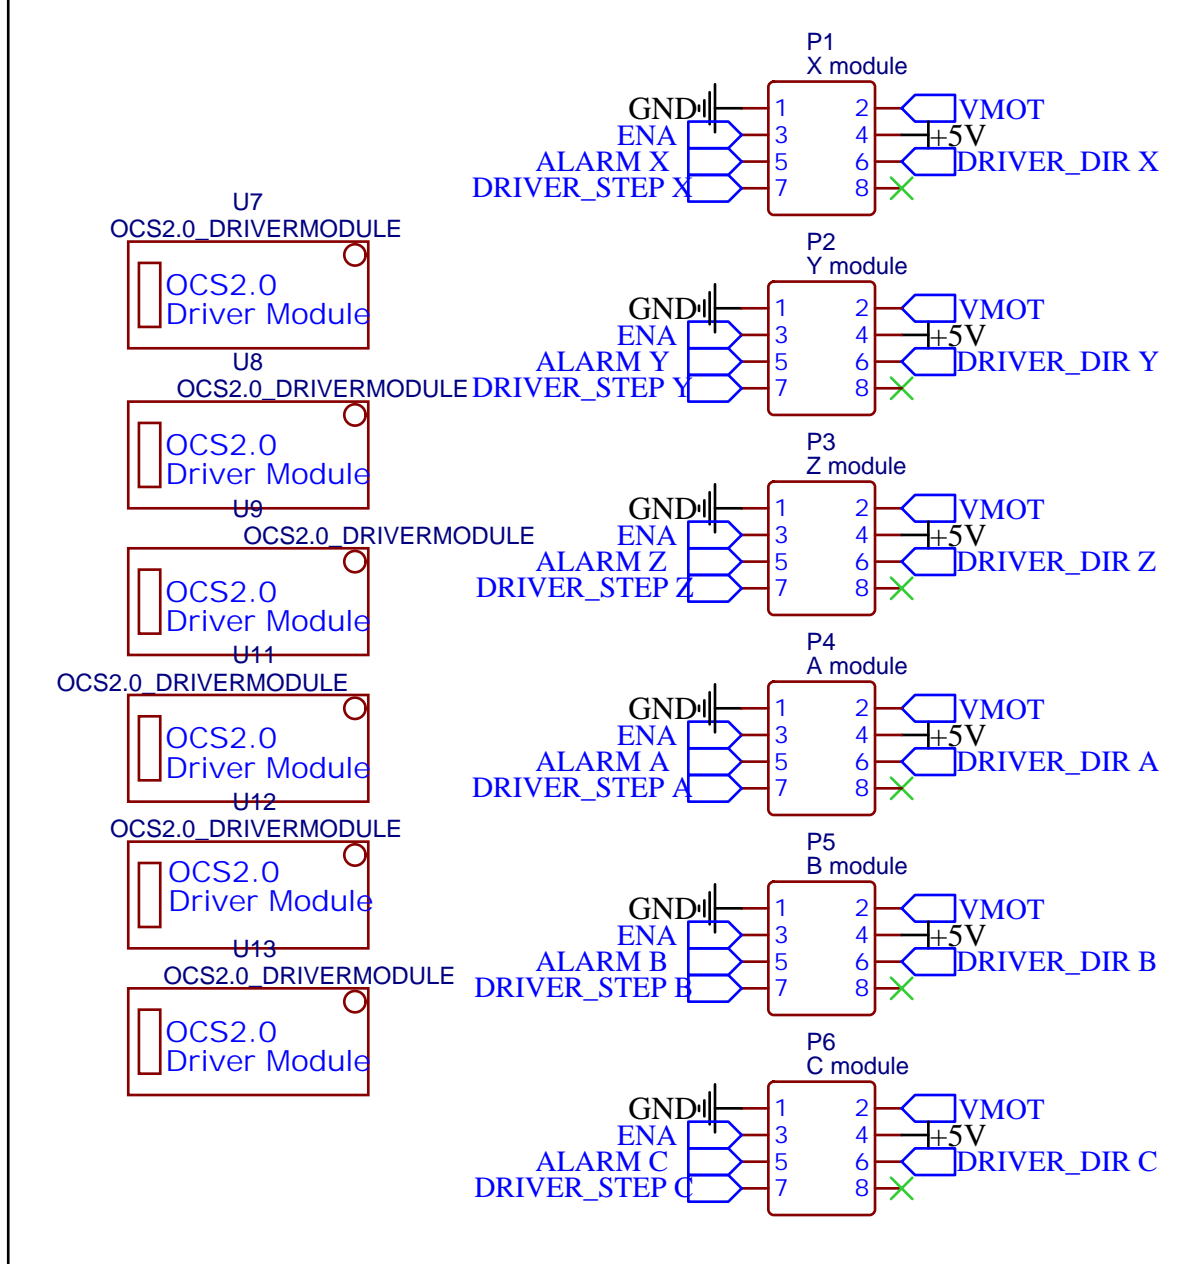 U7
OCS2.0_DRIVERMODULE
OCS2.0
Driver Module
U8
OCS2.0_DRIVERMODULE
OCS2.0
Driver Module
U9
OCS2.0_DRIVERMODULE
OCS2.0
Driver Module
U11
OCS2.0_DRIVERMODULE
OCS2.0
Driver Module
U12
OCS2.0_DRIVERMODULE
OCS2.0
Driver Module
U13
OCS2.0_DRIVERMODULE
OCS2.0
Driver Module
P1
X module
GND 1 2 VMOT
ENA 3 4 +5V
ALARM X 5 6 DRIVER_DIR X
DRIVER_STEP X 7 8
P2
Y module
GND 1 2 VMOT
ENA 3 4 +5V
ALARM Y 5 6 DRIVER_DIR Y
DRIVER_STEP Y 7 8
P3
Z module
GND 1 2 VMOT
ENA 3 4 +5V
ALARM Z 5 6 DRIVER_DIR Z
DRIVER_STEP Z 7 8
P4
A module
GND 1 2 VMOT
ENA 3 4 +5V
ALARM A 5 6 DRIVER_DIR A
DRIVER_STEP A 7 8
P5
B module
GND 1 2 VMOT
ENA 3 4 +5V
ALARM B 5 6 DRIVER_DIR B
DRIVER_STEP B 7 8
P6
C module
GND 1 2 VMOT
ENA 3 4 +5V
ALARM C 5 6 DRIVER_DIR C
DRIVER_STEP C 7 8